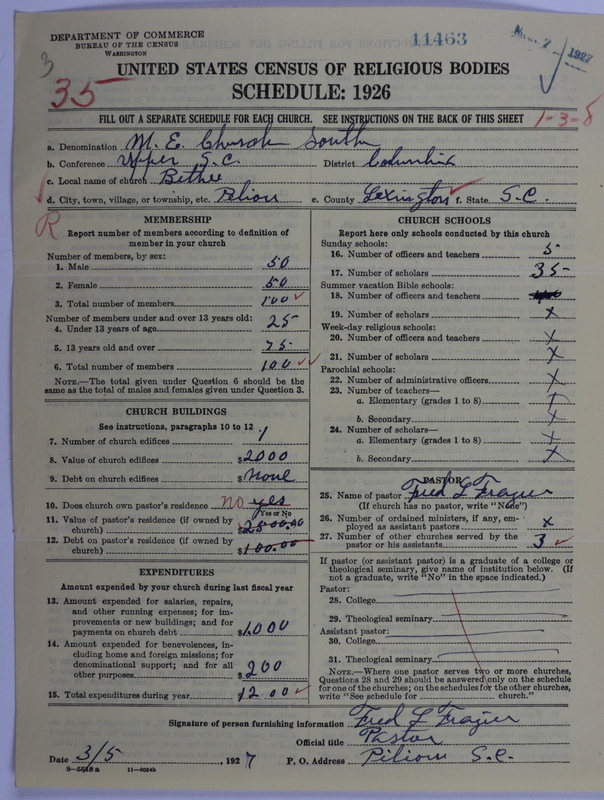 DEPARTMENT OF COMMERCE
BUREAU OF THE CENSUS
WASHINGTON
11463
7 1927
3
35
UNITED STATES CENSUS OF RELIGIOUS BODIES
SCHEDULE: 1926
FILL OUT A SEPARATE SCHEDULE FOR EACH CHURCH. SEE INSTRUCTIONS ON THE BACK OF THIS SHEET
1-3-8
a. Denomination M. E. Church South
b. Conference Upper S.C. District Columbia
c. Local name of church Bethel
d. City, town, village, or township, etc. Pelion e. County Lexington f. State S.C.
R
MEMBERSHIP
Report number of members according to definition of member in your church
Number of members, by sex:
1. Male 50
2. Female 50
3. Total number of members 100
Number of members under and over 13 years old:
4. Under 13 years of age 25
5. 13 years old and over 75
6. Total number of members 100
NOTE.—The total given under Question 6 should be the same as the total of males and females given under Question 3.
CHURCH BUILDINGS
See instructions, paragraphs 10 to 12
7. Number of church edifices 1
8. Value of church edifices $2000
9. Debt on church edifices $None
10. Does church own pastor's residence no yes
Yes or No
11. Value of pastor's residence (if owned by church) $2500.00
12. Debt on pastor's residence (if owned by church) $100.00
EXPENDITURES
Amount expended by your church during last fiscal year
13. Amount expended for salaries, repairs, and other running expenses; for improvements or new buildings; and for payments on church debt $1000
14. Amount expended for benevolences, including home and foreign missions; for denominational support; and for all other purposes $200
15. Total expenditures during year $1200
CHURCH SCHOOLS
Report here only schools conducted by this church
Sunday schools:
16. Number of officers and teachers 5
17. Number of scholars 35
Summer vacation Bible schools:
18. Number of officers and teachers
19. Number of scholars x
Week-day religious schools:
20. Number of officers and teachers x
21. Number of scholars x
Parochial schools:
22. Number of administrative officers x
23. Number of teachers—
a. Elementary (grades 1 to 8) x
b. Secondary x
24. Number of scholars—
a. Elementary (grades 1 to 8) x
b. Secondary x
PASTOR
25. Name of pastor Fred L Frazier
(If church has no pastor, write "None")
26. Number of ordained ministers, if any, employed as assistant pastors x
27. Number of other churches served by the pastor or his assistants 3
If pastor (or assistant pastor) is a graduate of a college or theological seminary, give name of institution below. (If not a graduate, write "No" in the space indicated.)
Pastor:
28. College
29. Theological seminary
Assistant pastor:
30. College
31. Theological seminary
NOTE.—Where one pastor serves two or more churches, Questions 28 and 29 should be answered only on the schedule for one of the churches; on the schedules for the other churches, write "See schedule for church."
Signature of person furnishing information Fred L Frazier
Official title Pastor
Date 3/5, 1927 P. O. Address Pelion S.C.
8—5518 a 11—9024b